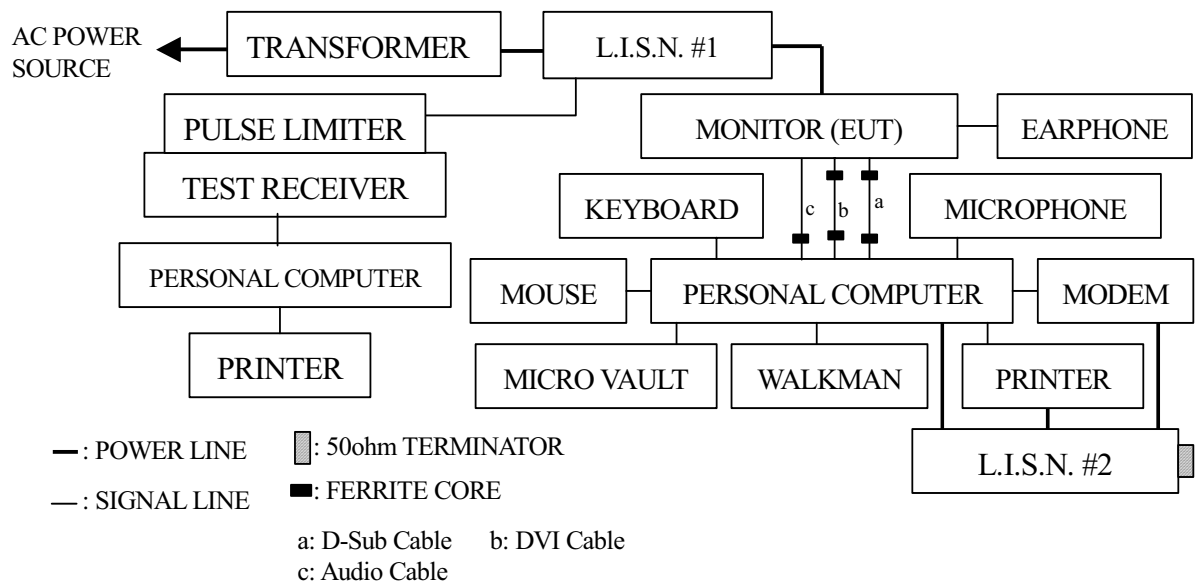 AC POWER
SOURCE
TRANSFORMER
L.I.S.N. #1
PULSE LIMITER
TEST RECEIVER
PERSONAL COMPUTER
PRINTER
MONITOR (EUT)
EARPHONE
c
b
a
KEYBOARD
MICROPHONE
MOUSE
PERSONAL COMPUTER
MODEM
MICRO VAULT
WALKMAN
PRINTER
L.I.S.N. #2
: POWER LINE
: 50ohm TERMINATOR
: SIGNAL LINE
: FERRITE CORE
a: D-Sub Cable b: DVI Cable
c: Audio Cable